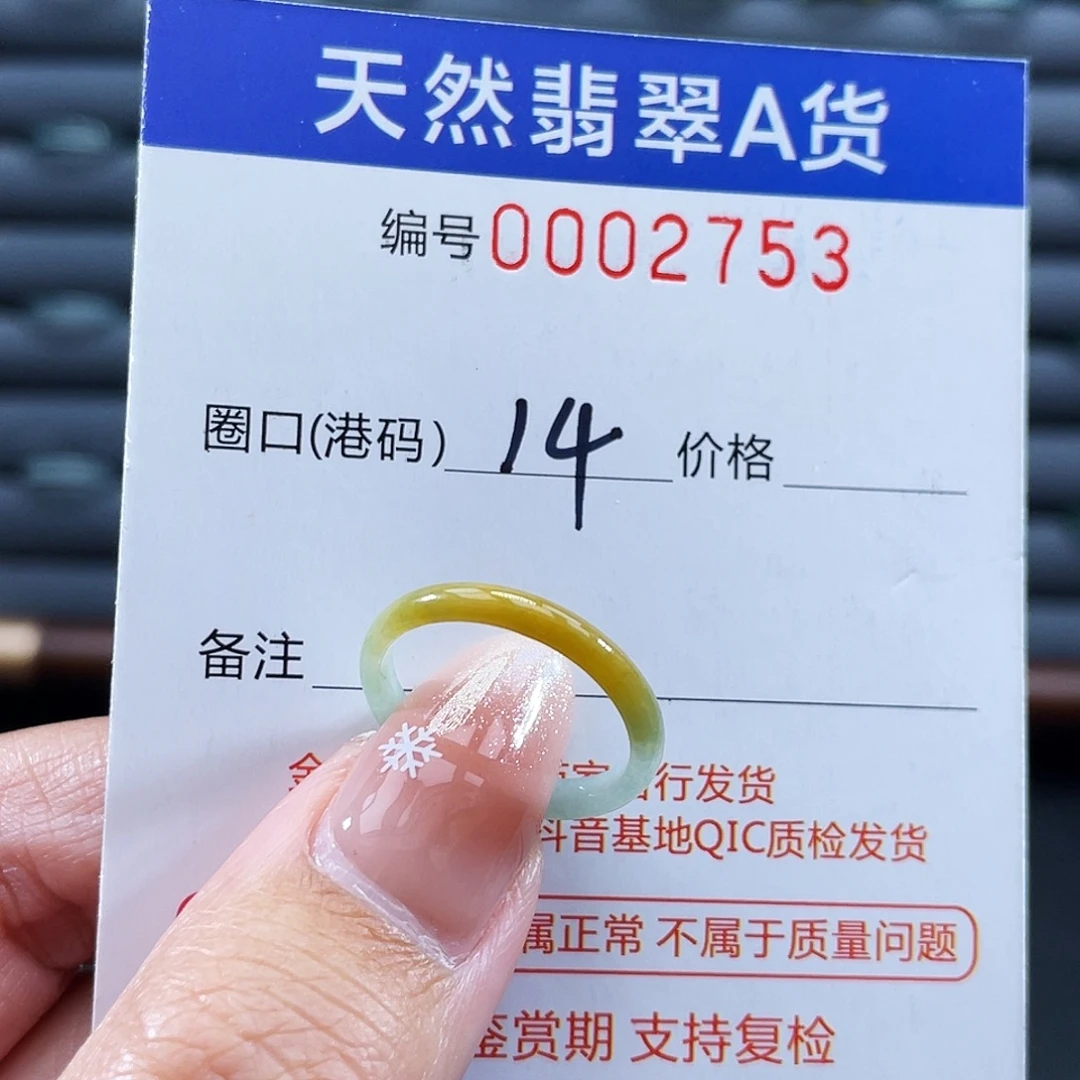 天然翡翠A货
编号0002753
圈口(港码) 14 价格
备注
行发货
抖音基地QIC质检发货
属正常 不属于质量问题
鉴赏期 支持复检